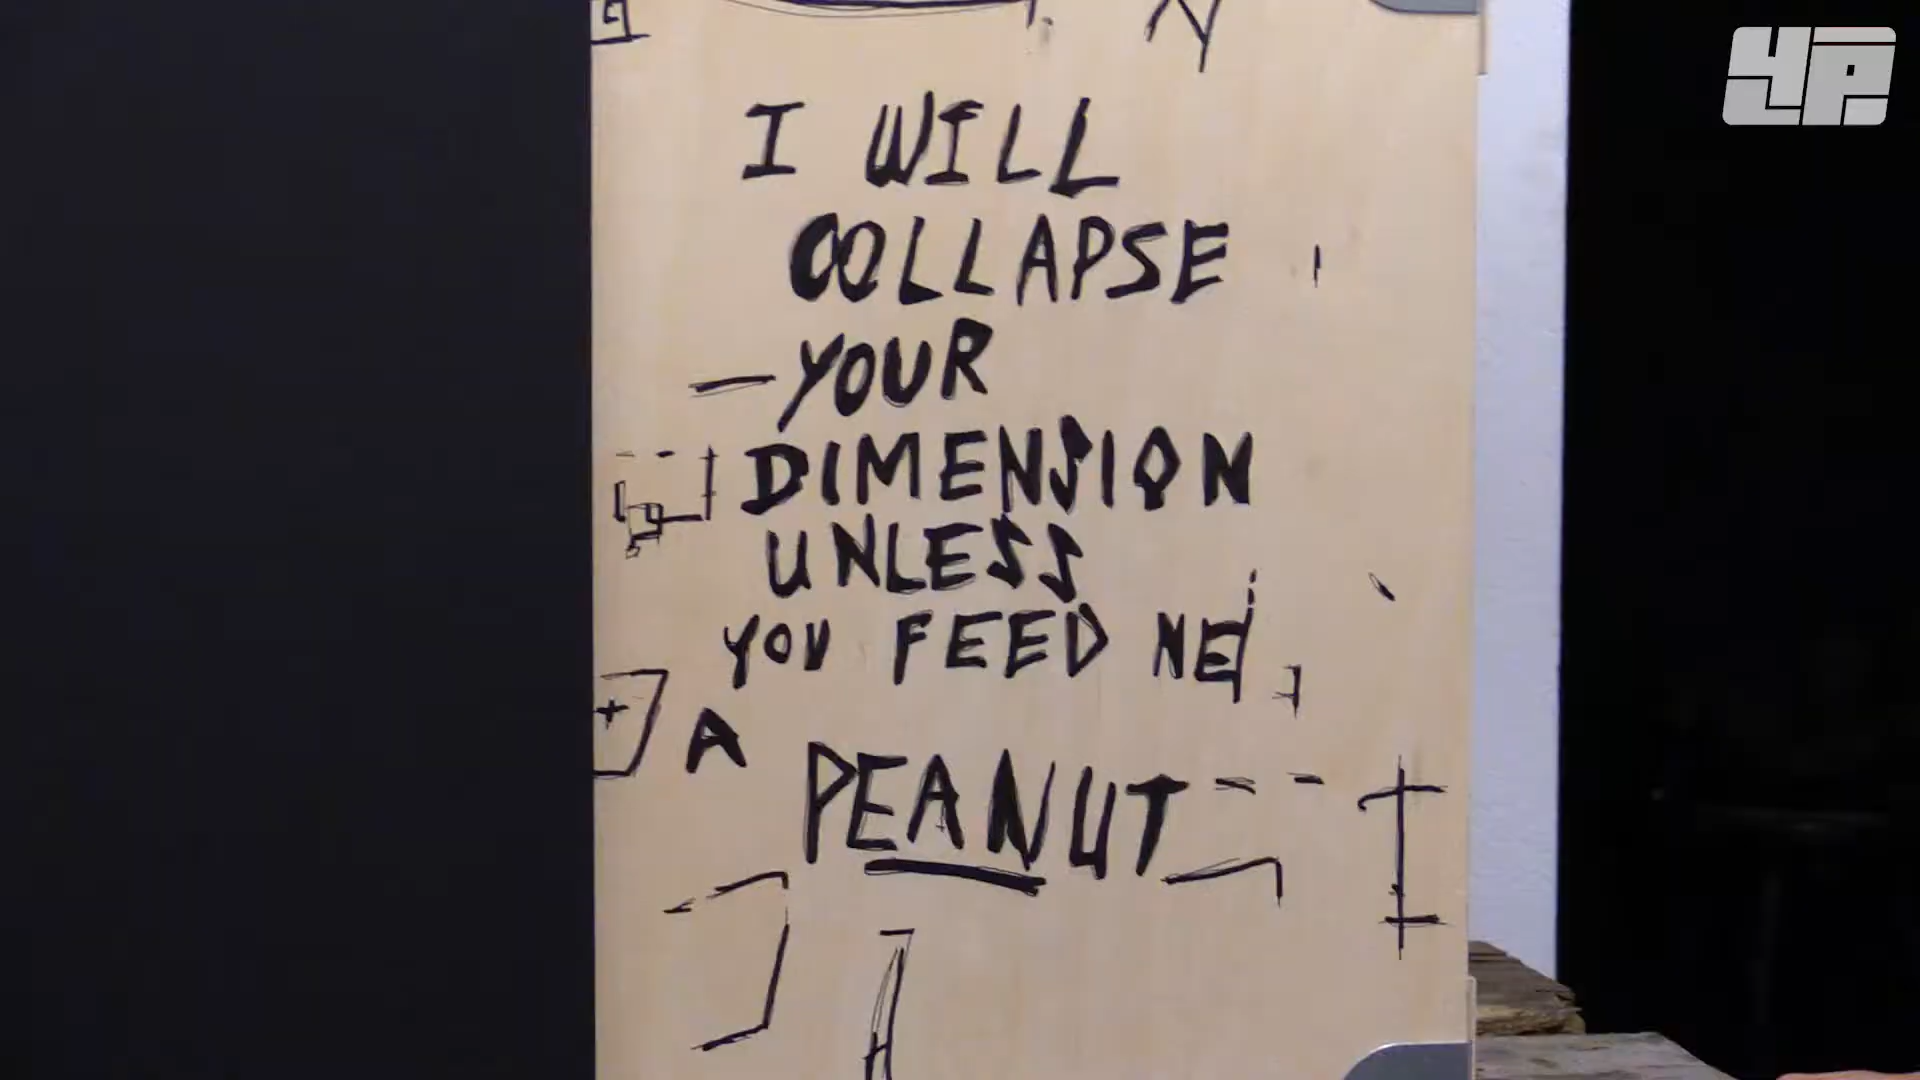 I WILL
COLLAPSE
YOUR
DIMENSION
UNLESS
YOU FEED ME
A
PEANUT